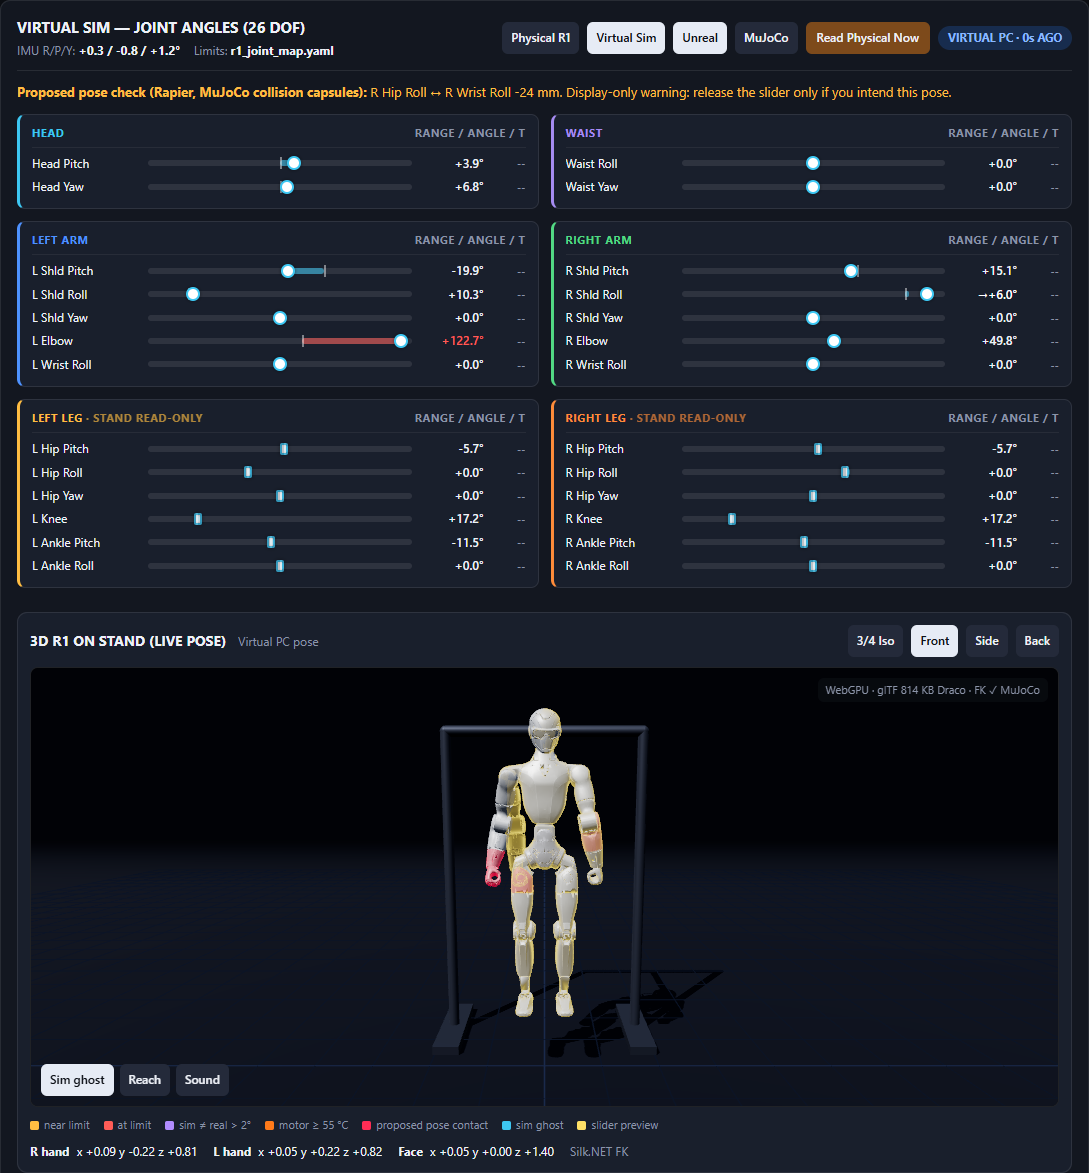 VIRTUAL SIM — JOINT ANGLES (26 DOF)
IMU R/P/Y: +0.3 / -0.8 / +1.2° Limits: r1_joint_map.yaml
Physical R1 Virtual Sim Unreal MuJoCo Read Physical Now VIRTUAL PC · 0s AGO
Proposed pose check (Rapier, MuJoCo collision capsules): R Hip Roll ↔ R Wrist Roll -24 mm. Display-only warning: release the slider only if you intend this pose.
HEAD RANGE / ANGLE / T
Head Pitch +3.9° --
Head Yaw +6.8° --
WAIST RANGE / ANGLE / T
Waist Roll +0.0° --
Waist Yaw +0.0° --
LEFT ARM RANGE / ANGLE / T
L Shld Pitch -19.9° --
L Shld Roll +10.3° --
L Shld Yaw +0.0° --
L Elbow +122.7° --
L Wrist Roll +0.0° --
RIGHT ARM RANGE / ANGLE / T
R Shld Pitch +15.1° --
R Shld Roll →+6.0° --
R Shld Yaw +0.0° --
R Elbow +49.8° --
R Wrist Roll +0.0° --
LEFT LEG · STAND READ-ONLY RANGE / ANGLE / T
L Hip Pitch -5.7° --
L Hip Roll +0.0° --
L Hip Yaw +0.0° --
L Knee +17.2° --
L Ankle Pitch -11.5° --
L Ankle Roll +0.0° --
RIGHT LEG · STAND READ-ONLY RANGE / ANGLE / T
R Hip Pitch -5.7° --
R Hip Roll +0.0° --
R Hip Yaw +0.0° --
R Knee +17.2° --
R Ankle Pitch -11.5° --
R Ankle Roll +0.0° --
3D R1 ON STAND (LIVE POSE) Virtual PC pose
3/4 Iso Front Side Back
WebGPU · glTF 814 KB Draco · FK ✓ MuJoCo
Sim ghost Reach Sound
near limit at limit sim ≠ real > 2° motor ≥ 55 °C proposed pose contact sim ghost slider preview
R hand x +0.09 y -0.22 z +0.81 L hand x +0.05 y +0.22 z +0.82 Face x +0.05 y +0.00 z +1.40 Silk.NET FK